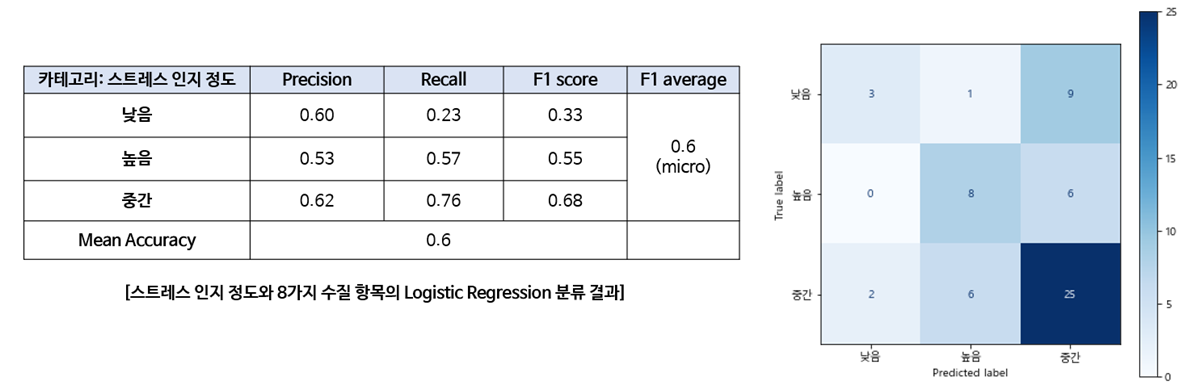 카테고리: 스트레스 인지 정도 Precision Recall F1 score F1 average
낮음 0.60 0.23 0.33
높음 0.53 0.57 0.55
0.6
(micro)
중간 0.62 0.76 0.68
Mean Accuracy 0.6
[스트레스 인지 정도와 8가지 수질 항목의 Logistic Regression 분류 결과]
True label
낮음 3 1 9
높음 0 8 6
중간 2 6 25
낮음 높음 중간
Predicted label
25
20
15
10
5
0